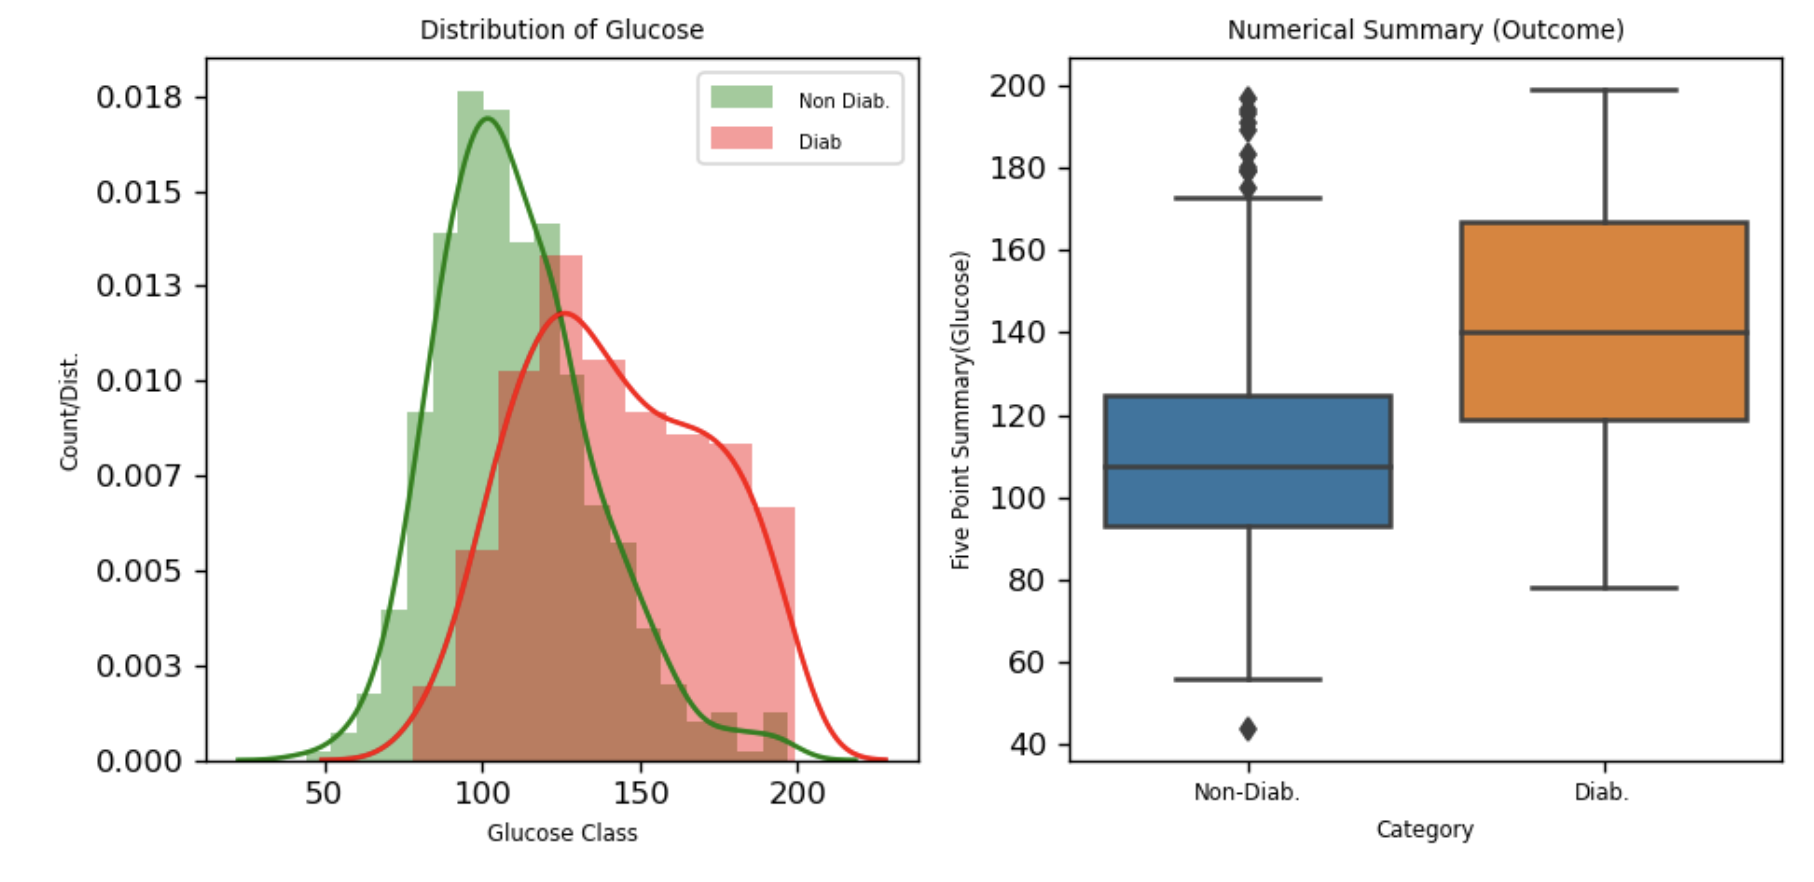 Distribution of Glucose
Non Diab.
Diab
0.018
0.015
0.013
0.010
0.007
0.005
0.003
0.000
Count/Dist.
50 100 150 200
Glucose Class
Numerical Summary (Outcome)
200
180
160
140
120
100
80
60
40
Five Point Summary(Glucose)
Non-Diab. Diab.
Category